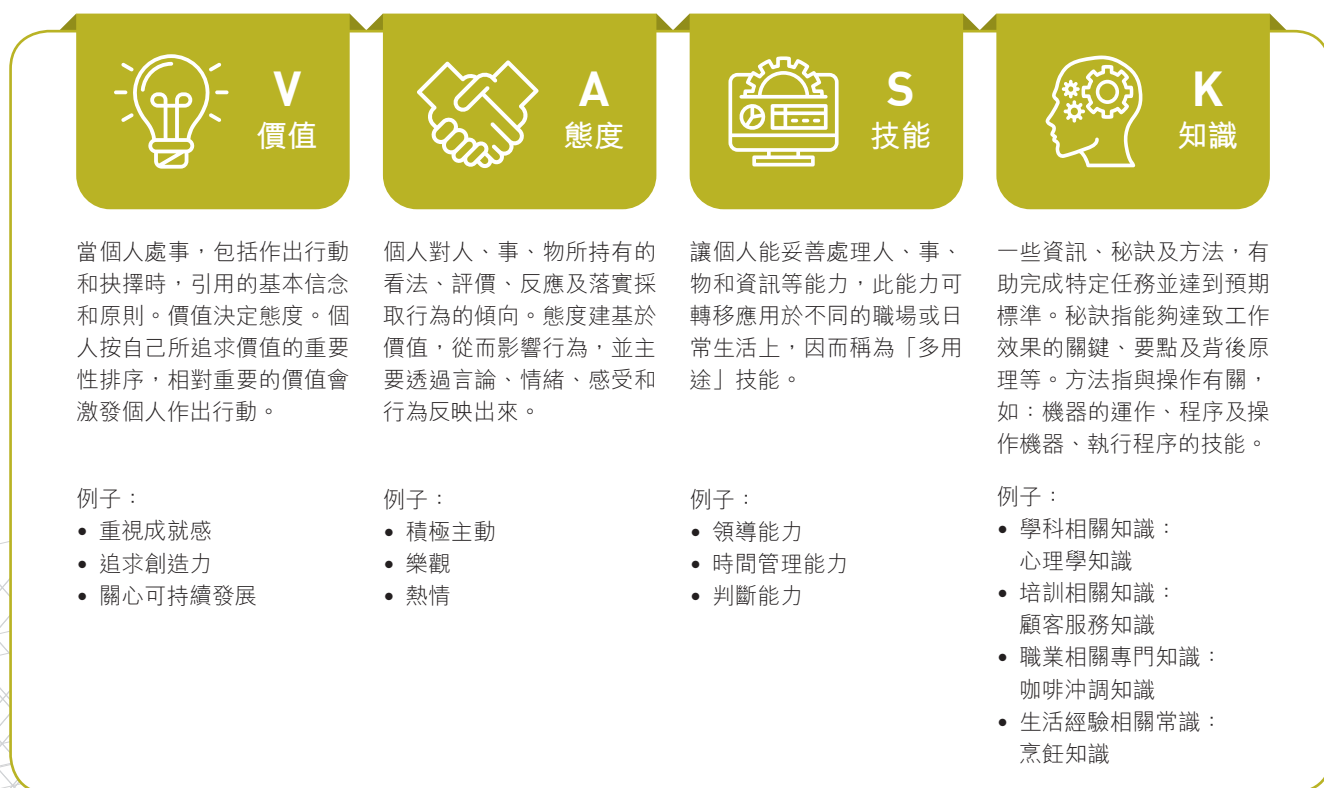 V
價值
當個人處事，包括作出行動
和抉擇時，引用的基本信念
和原則。價值決定態度。個
人按自己所追求價值的重要
性排序，相對重要的價值會
激發個人作出行動。
例子：
• 重視成就感
• 追求創造力
• 關心可持續發展
A
態度
個人對人、事、物所持有的
看法、評價、反應及落實採
取行為的傾向。態度建基於
價值，從而影響行為，並主
要透過言論、情緒、感受和
行為反映出來。
例子：
• 積極主動
• 樂觀
• 熱情
S
技能
讓個人能妥善處理人、事、
物和資訊等能力，此能力可
轉移應用於不同的職場或日
常生活上，因而稱為「多用
途」技能。
例子：
• 領導能力
• 時間管理能力
• 判斷能力
K
知識
一些資訊、秘訣及方法，有
助完成特定任務並達到預期
標準。秘訣指能夠達致工作
效果的關鍵、要點及背後原
理等。方法指與操作有關，
如：機器的運作、程序及操
作機器、執行程序的技能。
例子：
• 學科相關知識：
心理學知識
• 培訓相關知識：
顧客服務知識
• 職業相關專門知識：
咖啡沖調知識
• 生活經驗相關常識：
烹飪知識